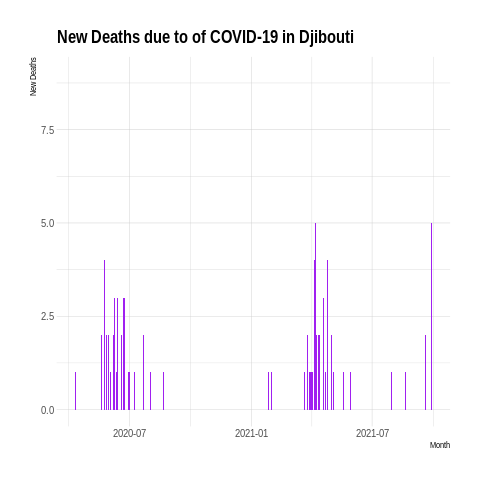 New Deaths due to of COVID-19 in Djibouti
New Deaths
7.5
5.0
2.5
0.0
2020-07
2021-01
2021-07
Month